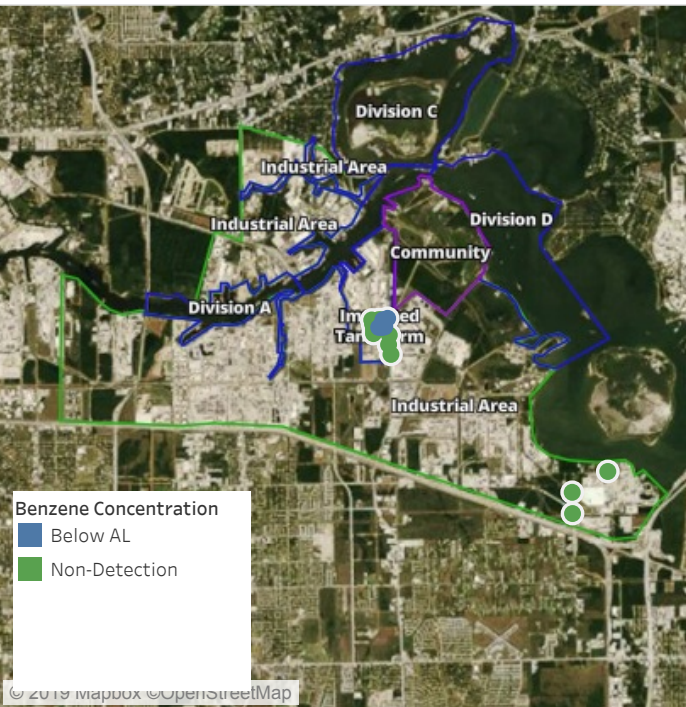 Division C
Industrial Area
Industrial Area
Division D
Community
Division A
Industrial Area
Benzene Concentration
Below AL
Non-Detection
© 2019 Mapbox ©OpenStreetMap